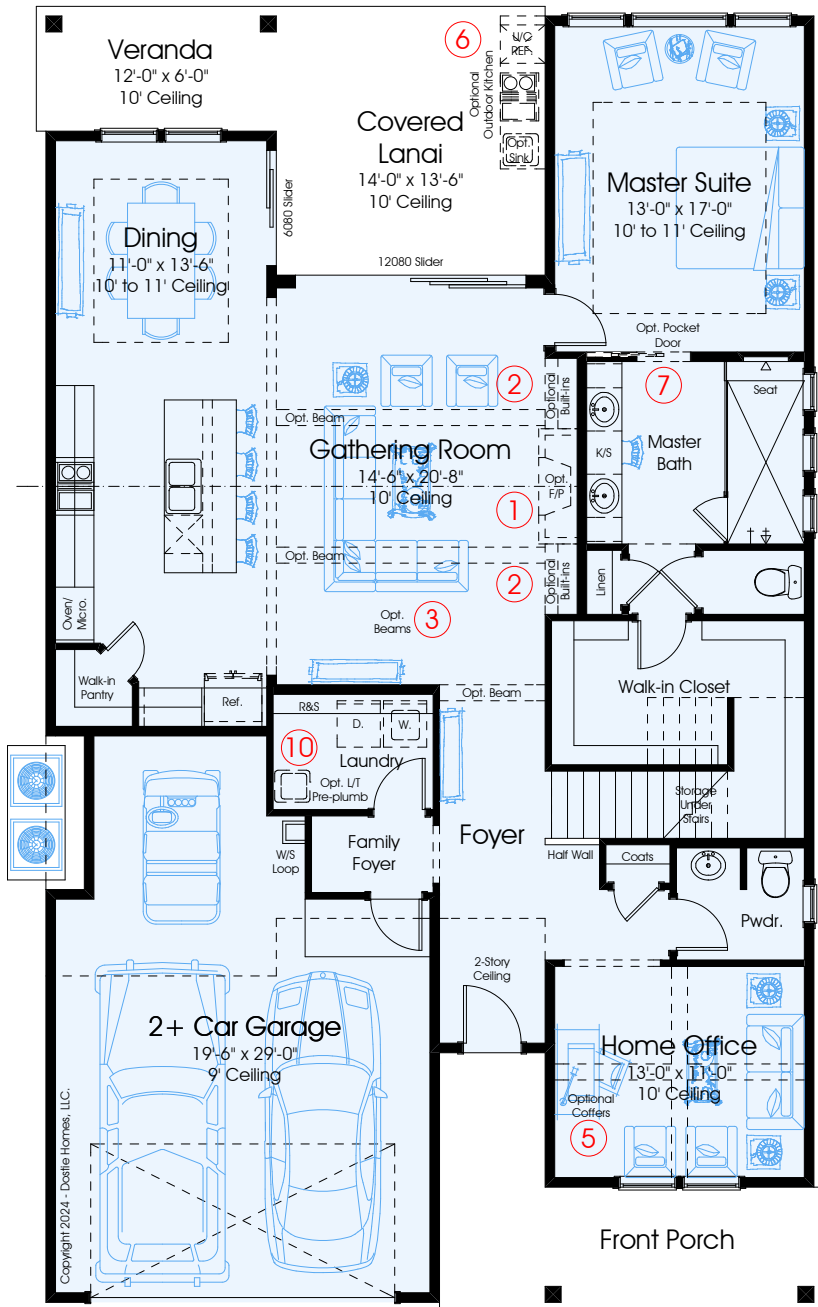 Veranda
12'-0" x 6'-0"
10' Ceiling
6
U/C
REF.
Optional
Outdoor Kitchen
Opt.
Sink
Covered
Lanai
14'-0" x 13'-6"
10' Ceiling
Master Suite
13'-0" x 17'-0"
10' to 11' Ceiling
6080 Slider
Dining
11'-0" x 13'-6"
10' to 11' Ceiling
12080 Slider
Opt. Pocket
Door
2
Optional
Built-ins
7
Seat
Opt. Beam
Gathering Room
14'-6" x 20'-8"
10' Ceiling
K/S
Master
Bath
Opt.
F/P
1
Opt. Beam
2
Optional
Built-ins
Linen
Oven/
Micro.
Opt.
Beams
3
Walk-in
Pantry
Ref.
Walk-in Closet
Opt. Beam
R&S
D.
W.
10
Laundry
Opt. L/T
Pre-plumb
Storage
Under
Stairs
Foyer
Family
Foyer
W/S
Loop
Half Wall
Coats
Pwdr.
2-Story
Ceiling
2+ Car Garage
19'-6" x 29'-0"
9' Ceiling
Home Office
13'-0" x 11'-0"
10' Ceiling
Optional
Coffers
5
Copyright 2024 - Dostie Homes, LLC.
Front Porch